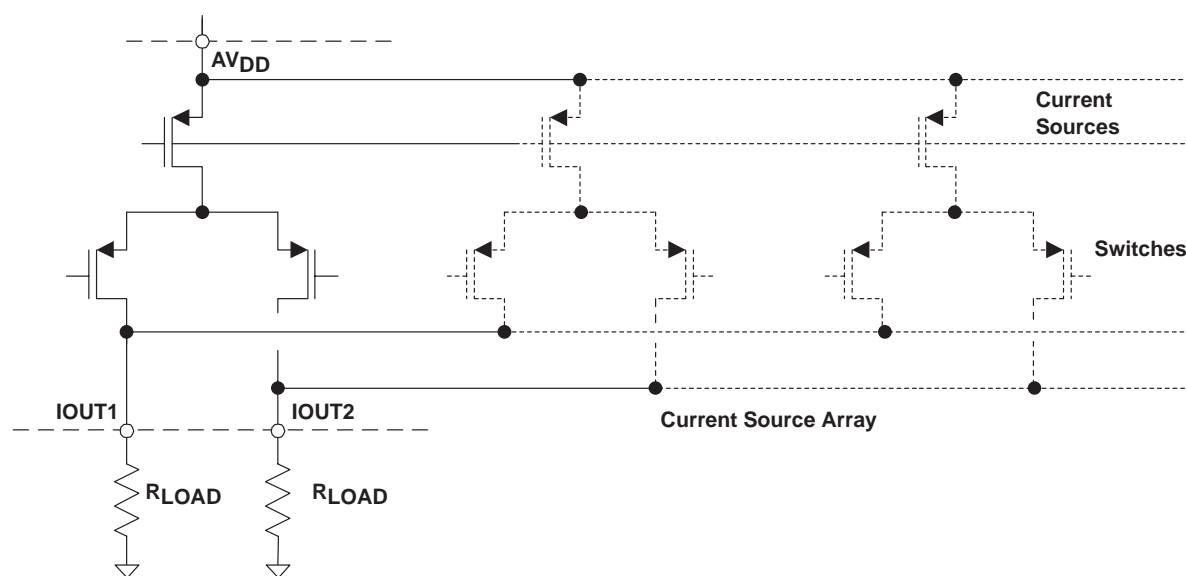 AVDD
Current
Sources
Switches
IOUT1
IOUT2
Current Source Array
RLOAD
RLOAD